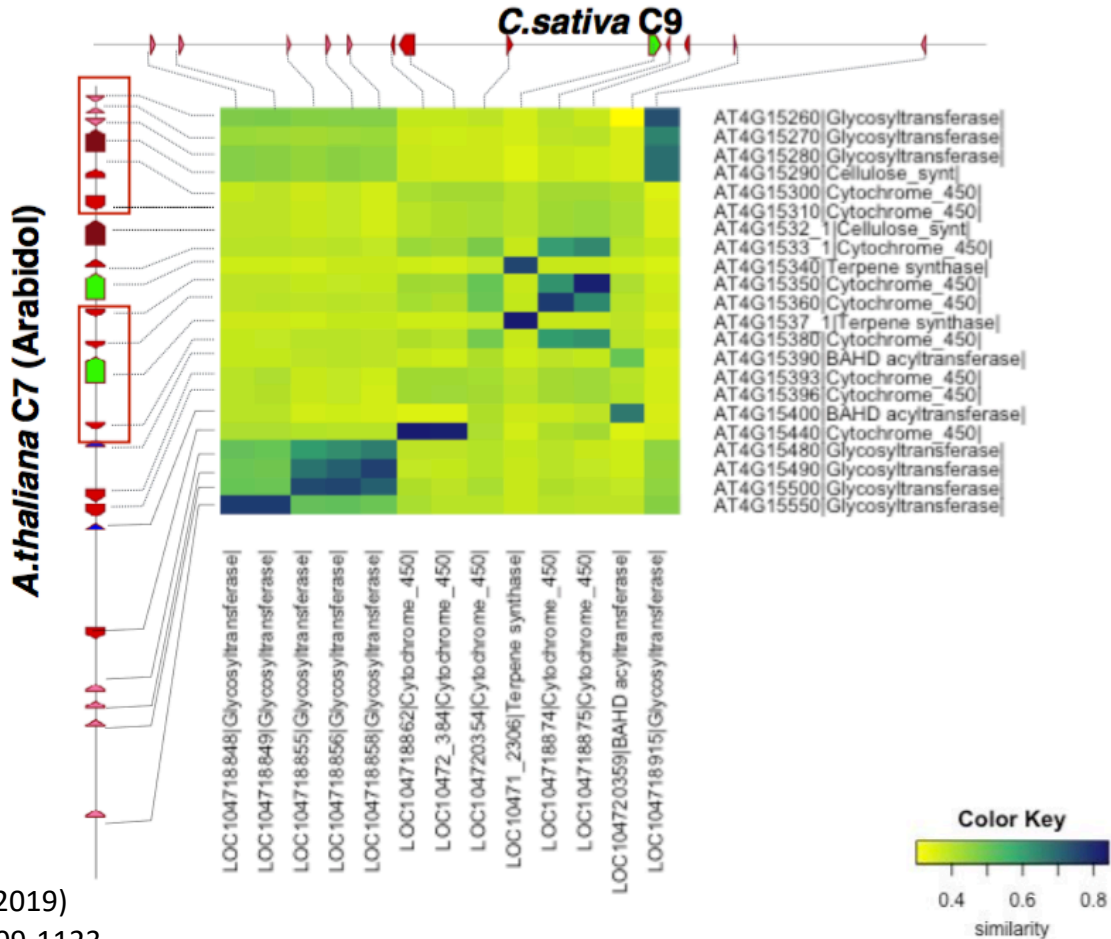 C.sativa C9
A.thaliana C7 (Arabidol)
AT4G15260|Glycosyltransferase|
AT4G15270|Glycosyltransferase|
AT4G15280|Glycosyltransferase|
AT4G15290|Cellulose_synt|
AT4G15300|Cytochrome_450|
AT4G15310|Cytochrome_450|
AT4G1532_1|Cellulose_synt|
AT4G1533_1|Cytochrome_450|
AT4G15340|Terpene synthase|
AT4G15350|Cytochrome_450|
AT4G15360|Cytochrome_450|
AT4G1537_1|Terpene synthase|
AT4G15380|Cytochrome_450|
AT4G15390|BAHD acyltransferase|
AT4G15393|Cytochrome_450|
AT4G15396|Cytochrome_450|
AT4G15400|BAHD acyltransferase|
AT4G15440|Cytochrome_450|
AT4G15480|Glycosyltransferase|
AT4G15490|Glycosyltransferase|
AT4G15500|Glycosyltransferase|
AT4G15550|Glycosyltransferase|
LOC104718848|Glycosyltransferase|
LOC104718849|Glycosyltransferase|
LOC104718855|Glycosyltransferase|
LOC104718856|Glycosyltransferase|
LOC104718858|Glycosyltransferase|
LOC104718862|Cytochrome_450|
LOC10472_384|Cytochrome_450|
LOC104720354|Cytochrome_450|
LOC10471_2306|Terpene synthase|
LOC104718874|Cytochrome_450|
LOC104718875|Cytochrome_450|
LOC104720359|BAHD acyltransferase|
LOC104718915|Glycosyltransferase|
Color Key
0.4 0.6 0.8
similarity
2019)